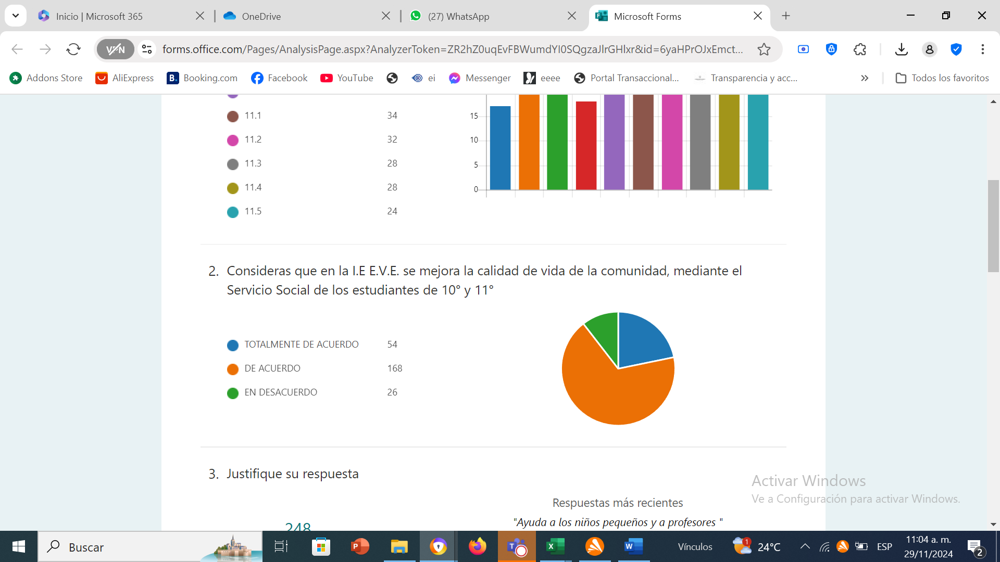 Inicio | Microsoft 365
OneDrive
(27) WhatsApp
Microsoft Forms
VPN
forms.office.com/Pages/AnalysisPage.aspx?AnalyzerToken=ZR2hZ0uqEvFBWumdYI0SQgzaJlrGHlxr&id=6yaHPrOJxEmct...
Addons Store
AliExpress
Booking.com
Facebook
YouTube
ei
Messenger
eeee
Portal Transaccional...
Transparencia y acc...
Todos los favoritos
11.1 34
11.2 32
11.3 28
11.4 28
11.5 24
15
10
5
0
2. Consideras que en la I.E E.V.E. se mejora la calidad de vida de la comunidad, mediante el
Servicio Social de los estudiantes de 10° y 11°
TOTALMENTE DE ACUERDO 54
DE ACUERDO 168
EN DESACUERDO 26
3. Justifique su respuesta
Respuestas más recientes
"Ayuda a los niños pequeños y a profesores "
248
Activar Windows
Ve a Configuración para activar Windows.
Buscar
Vínculos
1
24°C
ESP
11:04 a. m.
29/11/2024
2